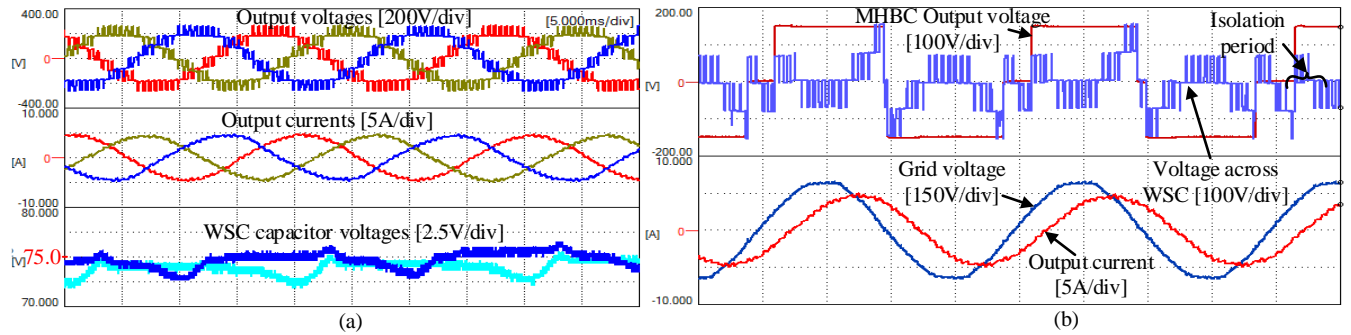 400.00
Output voltages [200V/div]
[5.000ms/div]
[V]
0
-400.00
10.000
Output currents [5A/div]
[A]
0
-10.000
80.000
WSC capacitor voltages [2.5V/div]
[V]
75.0
70.000
(a)
200.00
MHBC Output voltage
[100V/div]
Isolation
period
[V]
0
-200.00
10.000
Grid voltage
[150V/div]
Voltage across
WSC [100V/div]
[A]
0
Output current
[5A/div]
-10.000
(b)